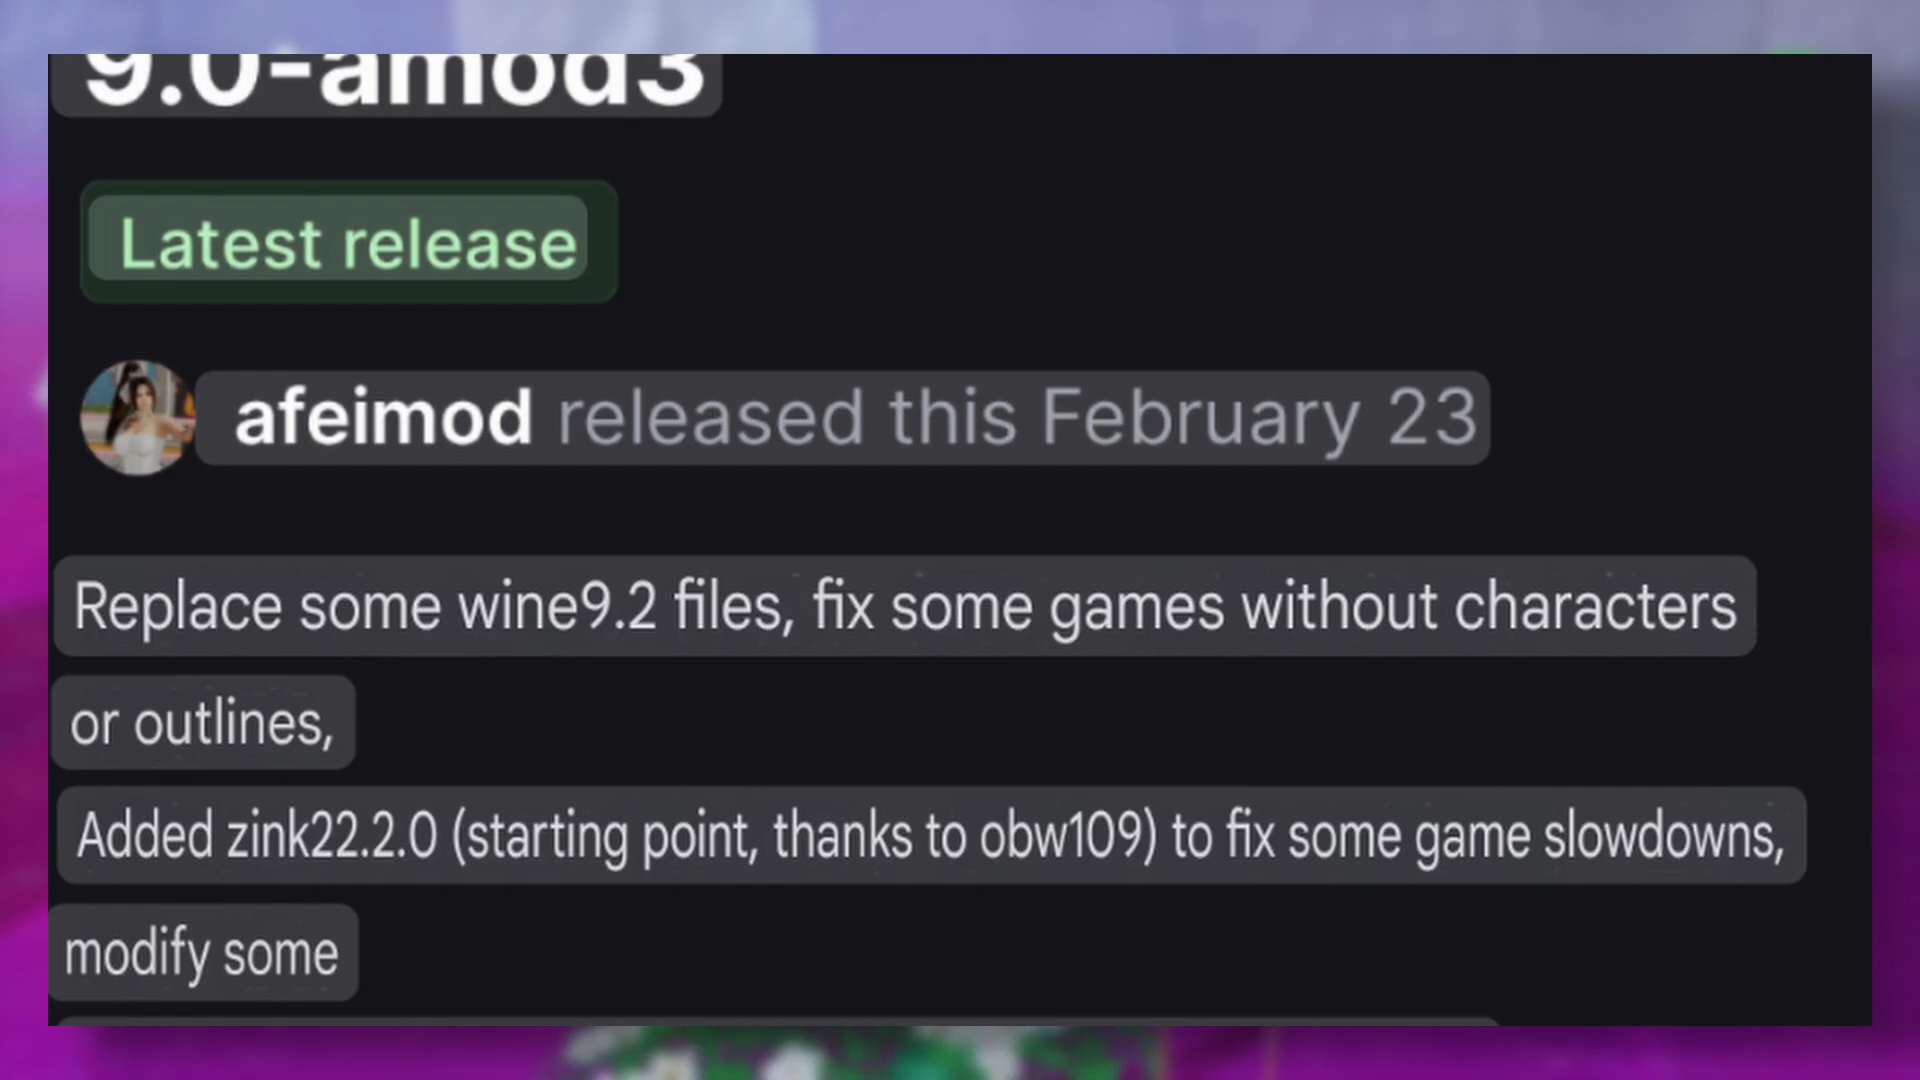 9.0-amod3
Latest release
afeimod released this February 23
Replace some wine9.2 files, fix some games without characters
or outlines,
Added zink22.2.0 (starting point, thanks to obw109) to fix some game slowdowns,
modify some